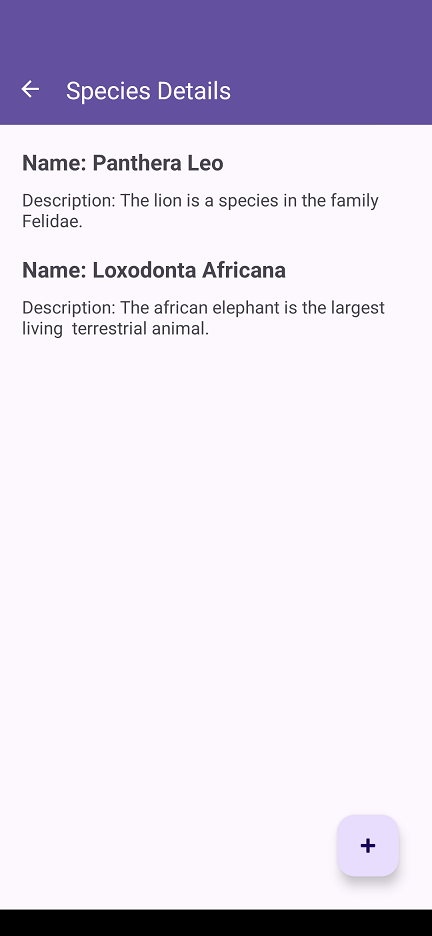 Species Details
Name: Panthera Leo
Description: The lion is a species in the family
Felidae.
Name: Loxodonta Africana
Description: The african elephant is the largest
living  terrestrial animal.
+